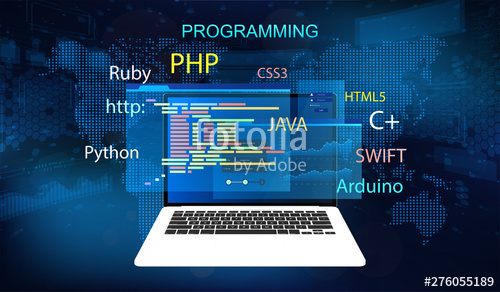 PROGRAMMING
PHP
Ruby
CSS3
http:
HTML5
JAVA
C+
Python
SWIFT
Arduino
fotolia
by Adobe
#276055189